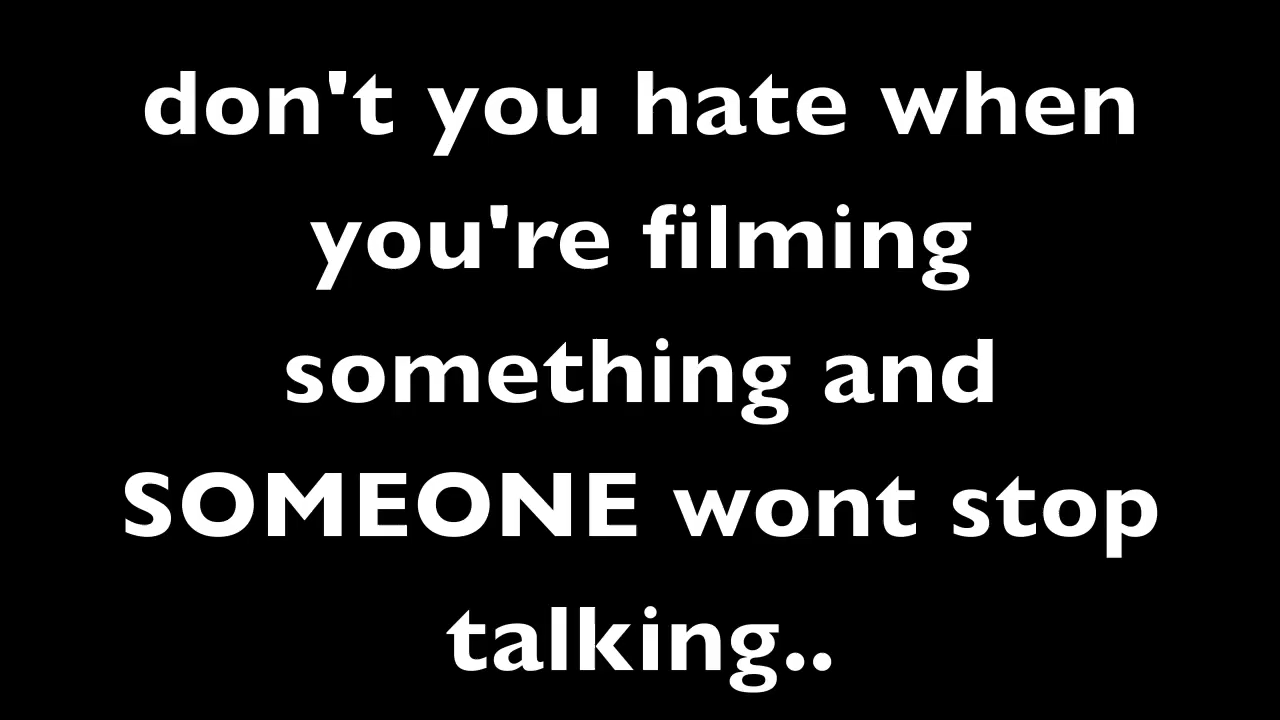 don't you hate when
you're filming
something and
SOMEONE wont stop
talking..